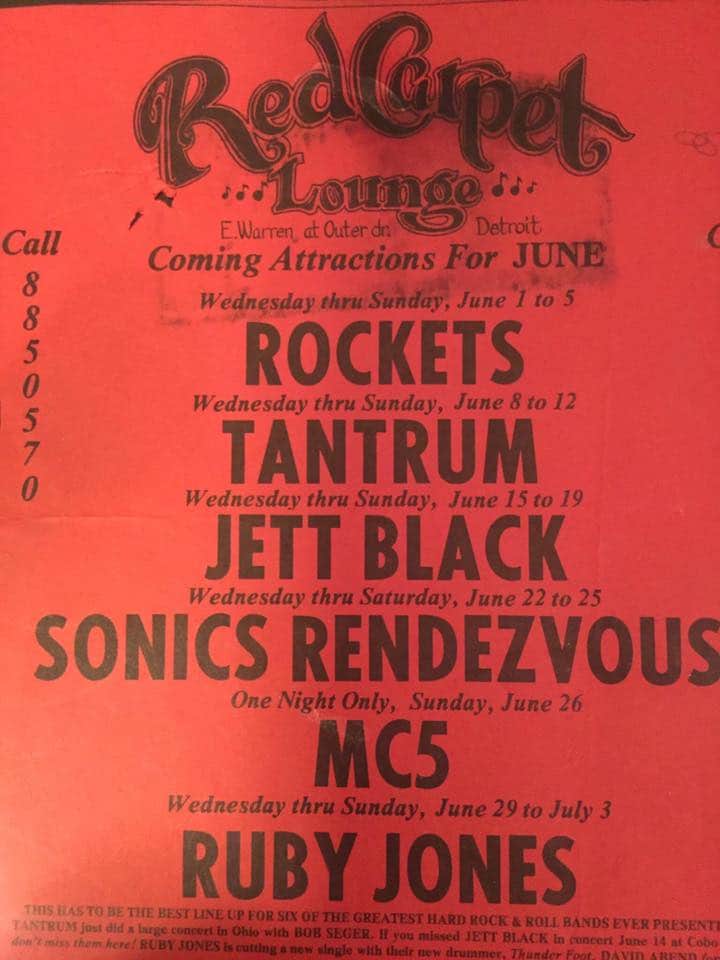 Red Carpet
Lounge
E. Warren at Outer dr. Detroit
Coming Attractions For JUNE
Call
8
8
5
0
5
7
0
Wednesday thru Sunday, June 1 to 5
ROCKETS
Wednesday thru Sunday, June 8 to 12
TANTRUM
Wednesday thru Sunday, June 15 to 19
JETT BLACK
Wednesday thru Saturday, June 22 to 25
SONICS RENDEZVOUS
One Night Only, Sunday, June 26
MC5
Wednesday thru Sunday, June 29 to July 3
RUBY JONES
THIS HAS TO BE THE BEST LINE UP FOR SIX OF THE GREATEST HARD ROCK & ROLL BANDS EVER PRESENT
TANTRUM just did a large concert in Ohio with BOB SEGER. If you missed JETT BLACK in concert June 14 at Cobo
don't miss them here! RUBY JONES is cutting a new single with their new drummer, Thunder Foot, DAVID AREND